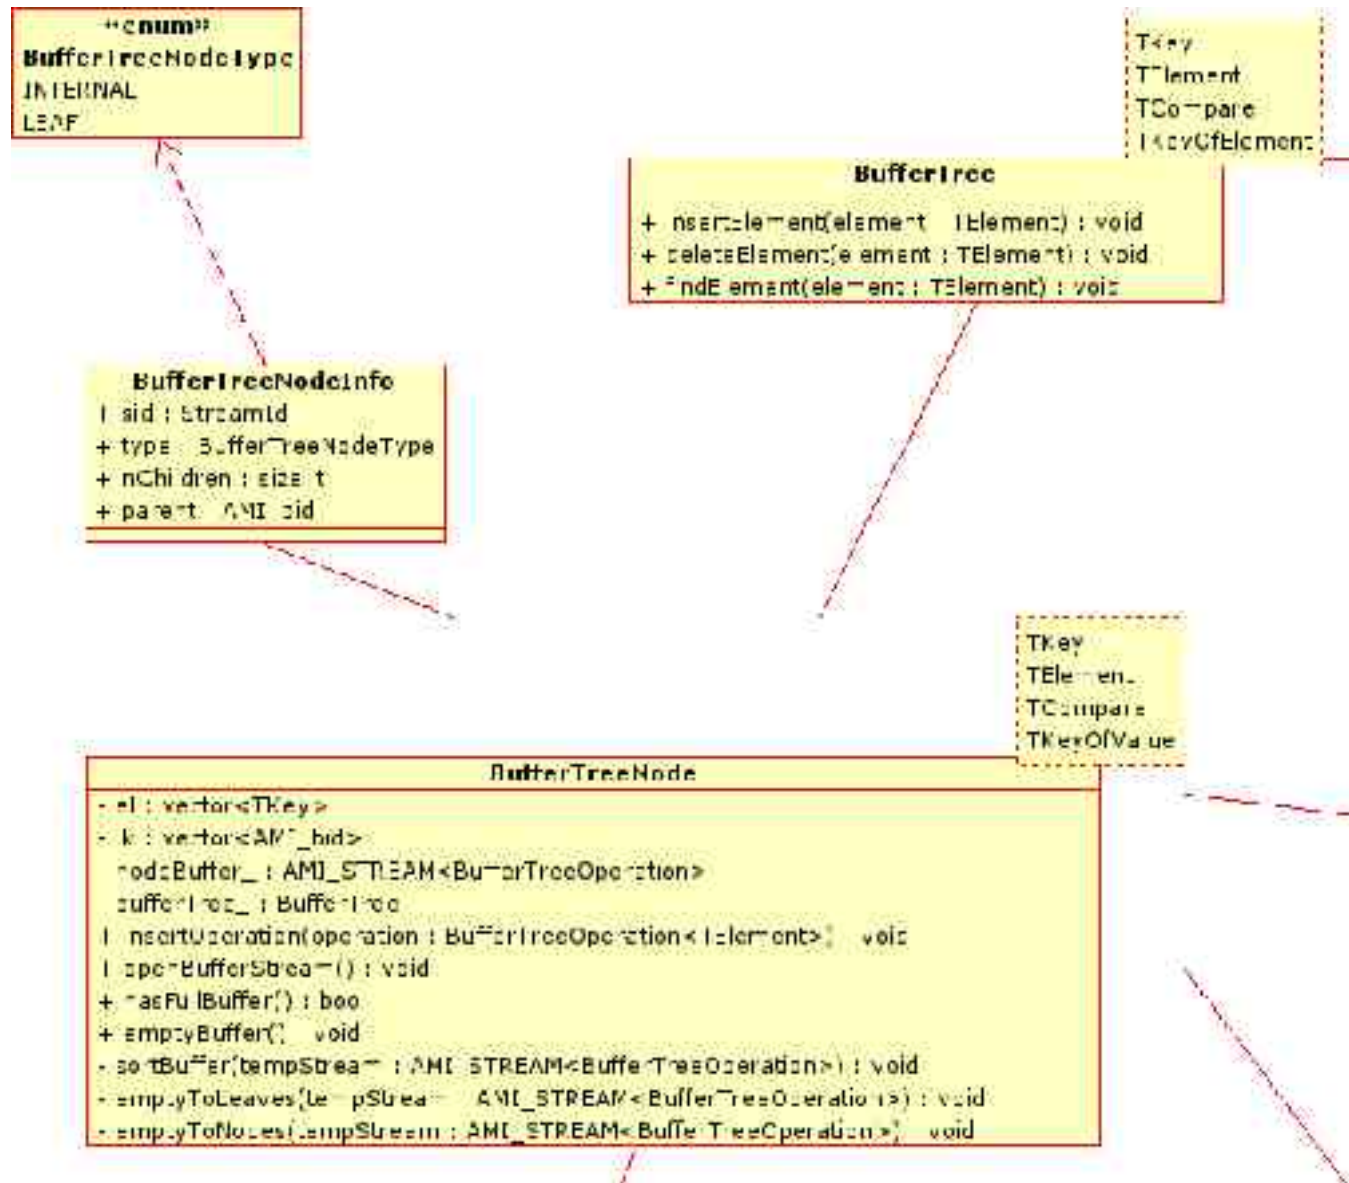 «enum»
BufferTreeNodeType
INTERNAL
LEAF
TKey
TElement
TCompare
TKeyOfElement
BufferTree
+ insertElement(element : TElement) : void
+ deleteElement(element : TElement) : void
+ findElement(element : TElement) : void
BufferTreeNodeInfo
+ sid : StreamId
+ type : BufferTreeNodeType
+ nChildren : size_t
+ parent : AMI_bid
TKey
TElement
TCompare
TKeyOfValue
BufferTreeNode
- el : vector<TKey>
- lk : vector<AMI_bid>
- nodeBuffer_ : AMI_STREAM<BufferTreeOperation>
- bufferTree_ : BufferTree
+ insertOperation(operation : BufferTreeOperation<TElement>) : void
+ openBufferStream() : void
+ hasFullBuffer() : bool
+ emptyBuffer() : void
- sortBuffer(tempStream : AMI_STREAM<BufferTreeOperation>) : void
- emptyToLeaves(tempStream : AMI_STREAM<BufferTreeOperation>) : void
- emptyToNodes(tempStream : AMI_STREAM<BufferTreeOperation>) : void